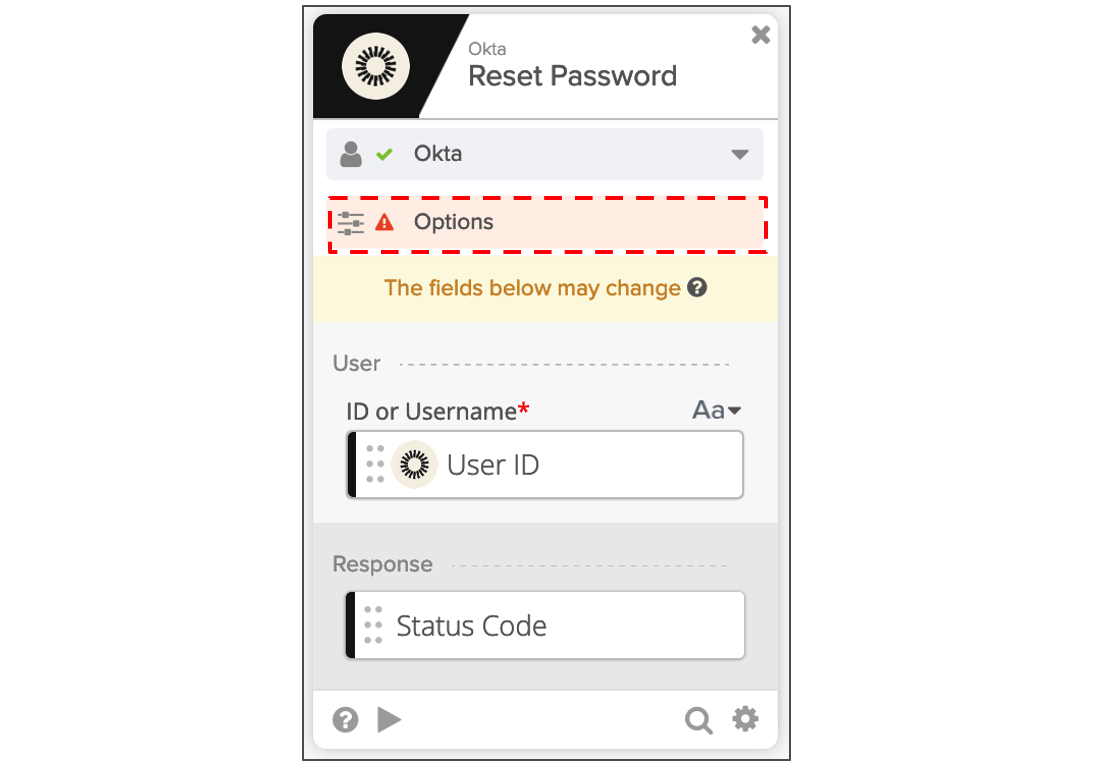 Okta
Reset Password
Okta
Options
The fields below may change
User
ID or Username* Aa
User ID
Response
Status Code